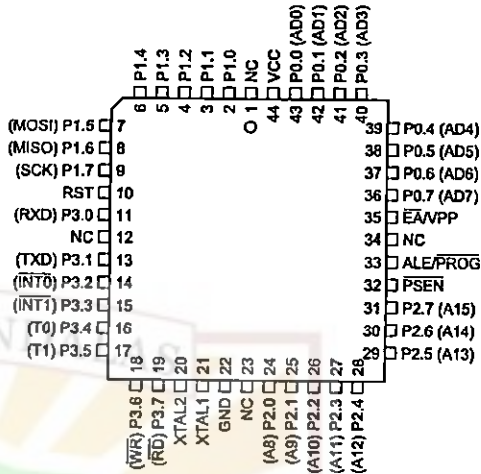 P1.4
P1.3
P1.2
P1.1
P1.0
NC
VCC
P0.0 (AD0)
P0.1 (AD1)
P0.2 (AD2)
P0.3 (AD3)
6 5 4 3 2 1 44 43 42 41 40
(MOSI) P1.5 7
(MISO) P1.6 8
(SCK) P1.7 9
RST 10
(RXD) P3.0 11
NC 12
(TXD) P3.1 13
(INT0) P3.2 14
(INT1) P3.3 15
(T0) P3.4 16
(T1) P3.5 17
39 P0.4 (AD4)
38 P0.5 (AD5)
37 P0.6 (AD6)
36 P0.7 (AD7)
35 EA/VPP
34 NC
33 ALE/PROG
32 PSEN
31 P2.7 (A15)
30 P2.6 (A14)
29 P2.5 (A13)
18 19 20 21 22 23 24 25 26 27 28
(WR) P3.6
(RD) P3.7
XTAL2
XTAL1
GND
NC
(A8) P2.0
(A9) P2.1
(A10) P2.2
(A11) P2.3
(A12) P2.4